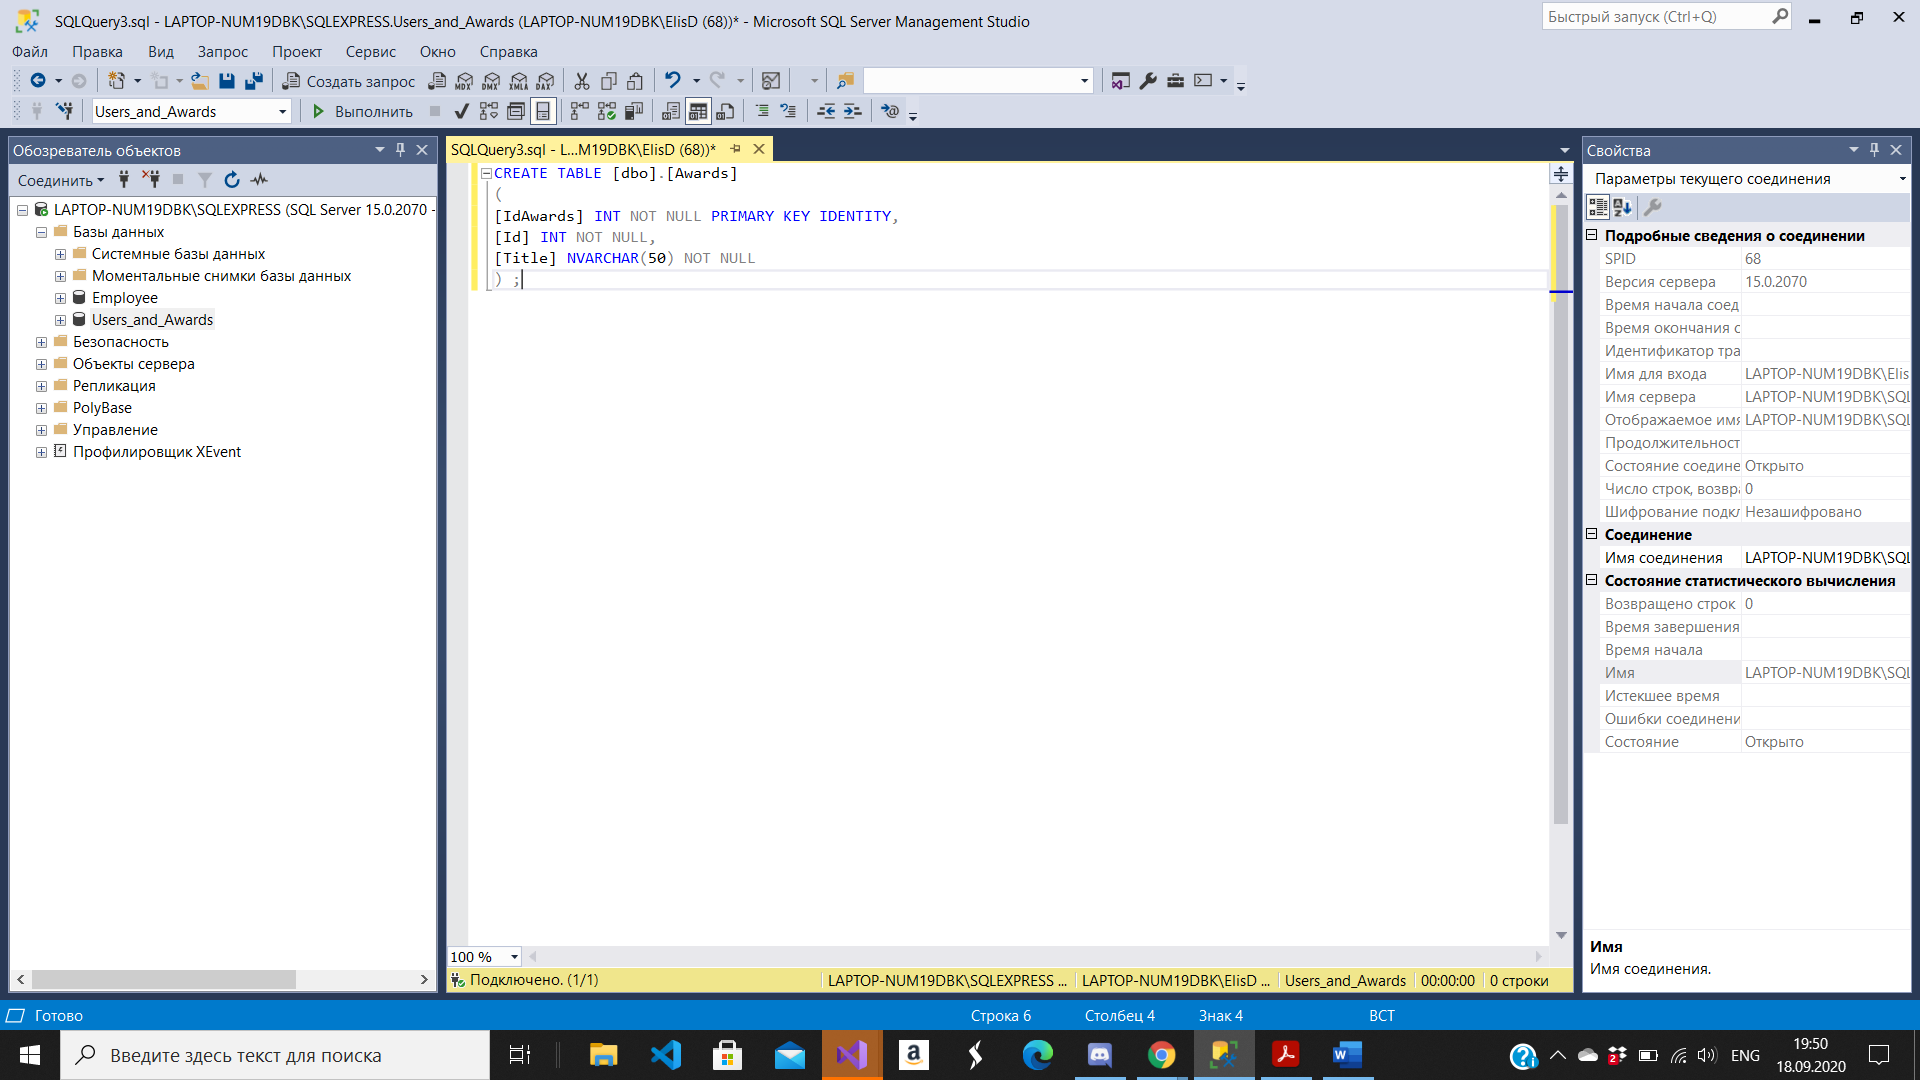 SQLQuery3.sql - LAPTOP-NUM19DBK\SQLEXPRESS.Users_and_Awards (LAPTOP-NUM19DBK\ElisD (68))* - Microsoft SQL Server Management Studio
Быстрый запуск (Ctrl+Q)
Файл Правка Вид Запрос Проект Сервис Окно Справка
Создать запрос MDX DMX XMLA DAX
Users_and_Awards Выполнить
Обозреватель объектов
Соединить
LAPTOP-NUM19DBK\SQLEXPRESS (SQL Server 15.0.2070 -
Базы данных
Системные базы данных
Моментальные снимки базы данных
Employee
Users_and_Awards
Безопасность
Объекты сервера
Репликация
PolyBase
Управление
Профилировщик XEvent
SQLQuery3.sql - L...M19DBK\ElisD (68))*
CREATE TABLE [dbo].[Awards]
(
[IdAwards] INT NOT NULL PRIMARY KEY IDENTITY,
[Id] INT NOT NULL,
[Title] NVARCHAR(50) NOT NULL
) ;
100 %
Подключено. (1/1)
LAPTOP-NUM19DBK\SQLEXPRESS ... LAPTOP-NUM19DBK\ElisD ... Users_and_Awards 00:00:00 0 строки
Свойства
Параметры текущего соединения
Подробные сведения о соединении
SPID 68
Версия сервера 15.0.2070
Время начала соед
Время окончания с
Идентификатор тра
Имя для входа LAPTOP-NUM19DBK\Elis
Имя сервера LAPTOP-NUM19DBK\SQL
Отображаемое имя LAPTOP-NUM19DBK\SQL
Продолжительност
Состояние соедине Открыто
Число строк, возвра 0
Шифрование подкл Незашифровано
Соединение
Имя соединения LAPTOP-NUM19DBK\SQL
Состояние статистического вычисления
Возвращено строк 0
Время завершения
Время начала
Имя LAPTOP-NUM19DBK\SQL
Истекшее время
Ошибки соединени
Состояние Открыто
Имя
Имя соединения.
Готово Строка 6 Столбец 4 Знак 4 ВСТ
Введите здесь текст для поиска
ENG
19:50
18.09.2020